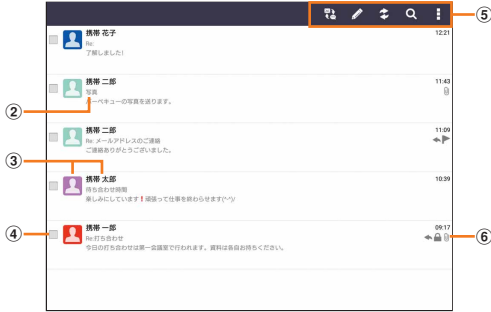 ⑤
携帯 花子
12:21
Re:
了解しました!
携帯 二郎
11:43
写真
②
バーベキューの写真を送ります。
携帯 二郎
11:09
Re: メールアドレスのご連絡
ご連絡ありがとうございました。
③
携帯 太郎
10:39
待ち合わせ時間
楽しみにしています!頑張って仕事を終わらせます(^-^)/
携帯 一郎
09:17
④
Re:打ち合わせ
⑥
今日の打ち合わせは第一会議室で行われます。資料は各自お持ちください。